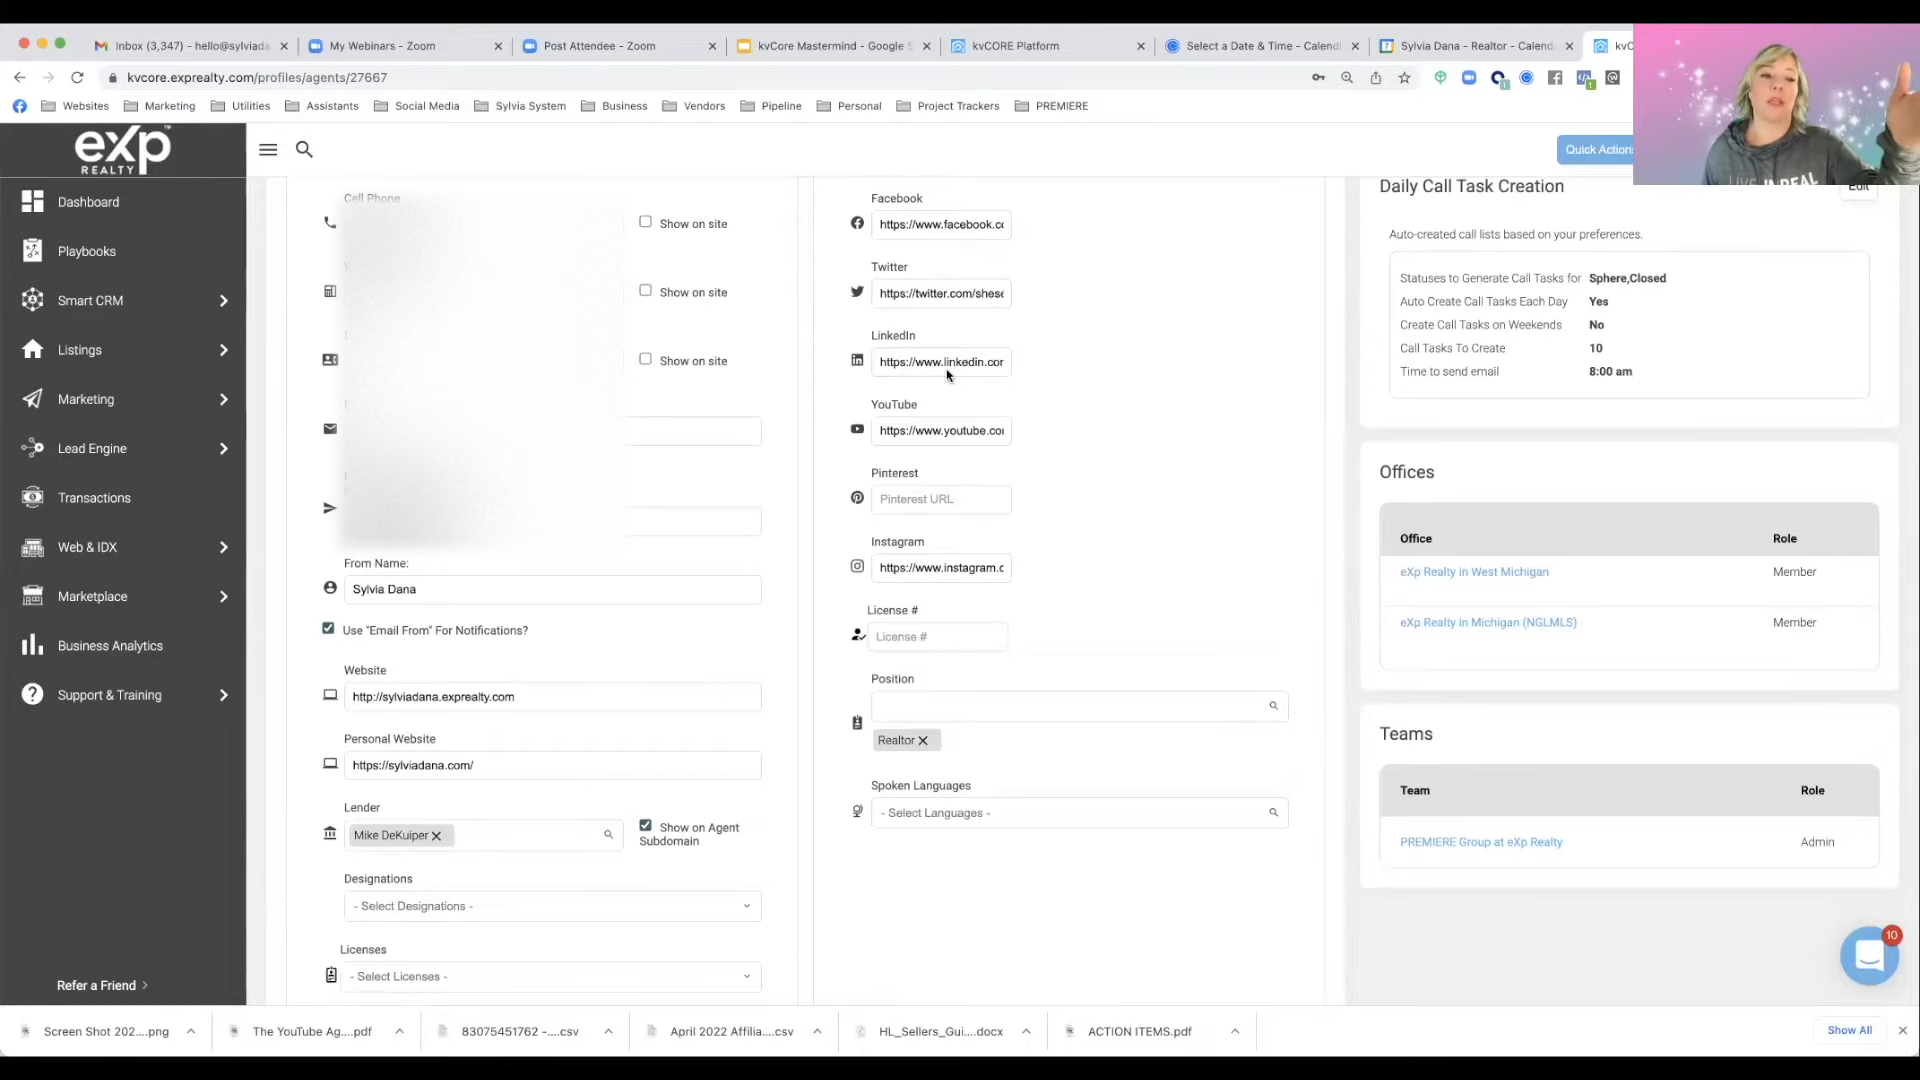 Inbox (3,347) - hello@sylviada
My Webinars - Zoom
Post Attendee - Zoom
kvCore Mastermind - Google S
kvCORE Platform
Select a Date & Time - Calend
Sylvia Dana - Realtor - Calend
kvC
kvcore.exprealty.com/profiles/agents/27667
Websites
Marketing
Utilities
Assistants
Social Media
Sylvia System
Business
Vendors
Pipeline
Personal
Project Trackers
PREMIERE
eXp
REALTY
Quick Actions
LIVE IN REAL
Dashboard
Playbooks
Smart CRM
Listings
Marketing
Lead Engine
Transactions
Web & IDX
Marketplace
Business Analytics
Support & Training
Refer a Friend
Cell Phone
Show on site
Show on site
Show on site
From Name:
Sylvia Dana
Use "Email From" For Notifications?
Website
http://sylviadana.exprealty.com
Personal Website
https://sylviadana.com/
Lender
Mike DeKuiper
Show on Agent
Subdomain
Designations
- Select Designations -
Licenses
- Select Licenses -
Facebook
https://www.facebook.cc
Twitter
https://twitter.com/shese
LinkedIn
https://www.linkedin.cor
YouTube
https://www.youtube.coi
Pinterest
Pinterest URL
Instagram
https://www.instagram.c
License #
License #
Position
Realtor
Spoken Languages
- Select Languages -
Daily Call Task Creation
Edit
Auto-created call lists based on your preferences.
Statuses to Generate Call Tasks for Sphere,Closed
Auto Create Call Tasks Each Day Yes
Create Call Tasks on Weekends No
Call Tasks To Create 10
Time to send email 8:00 am
Offices
Office Role
eXp Realty in West Michigan Member
eXp Realty in Michigan (NGLMLS) Member
Teams
Team Role
PREMIERE Group at eXp Realty Admin
10
Screen Shot 202....png
The YouTube Ag....pdf
83075451762 -....csv
April 2022 Affilia....csv
HL_Sellers_Gui....docx
ACTION ITEMS.pdf
Show All